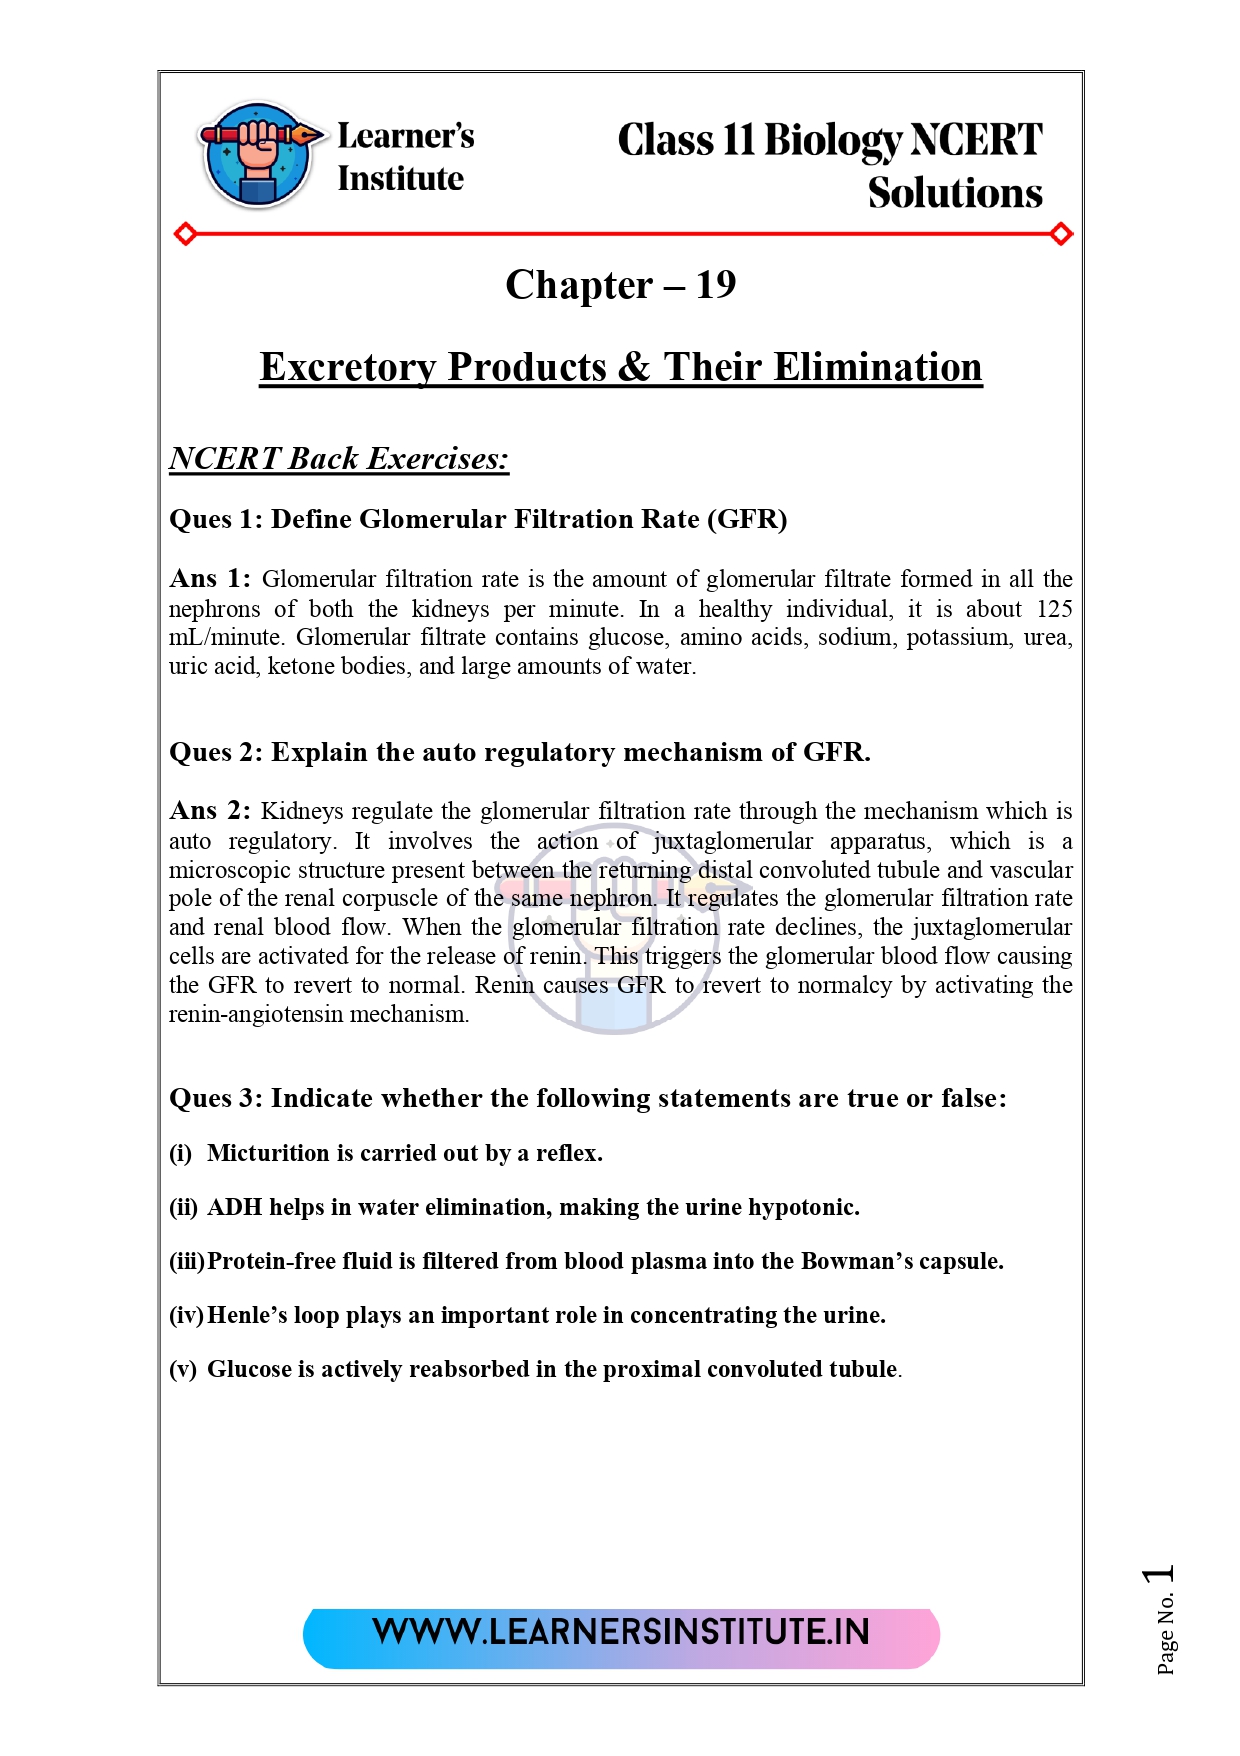 Learner's
Institute
Class 11 Biology NCERT
Solutions
Chapter – 19
Excretory Products & Their Elimination
NCERT Back Exercises:
Ques 1: Define Glomerular Filtration Rate (GFR)
Ans 1: Glomerular filtration rate is the amount of glomerular filtrate formed in all the
nephrons of both the kidneys per minute. In a healthy individual, it is about 125
mL/minute. Glomerular filtrate contains glucose, amino acids, sodium, potassium, urea,
uric acid, ketone bodies, and large amounts of water.
Ques 2: Explain the auto regulatory mechanism of GFR.
Ans 2: Kidneys regulate the glomerular filtration rate through the mechanism which is
auto regulatory. It involves the action of juxtaglomerular apparatus, which is a
microscopic structure present between the returning distal convoluted tubule and vascular
pole of the renal corpuscle of the same nephron. It regulates the glomerular filtration rate
and renal blood flow. When the glomerular filtration rate declines, the juxtaglomerular
cells are activated for the release of renin. This triggers the glomerular blood flow causing
the GFR to revert to normal. Renin causes GFR to revert to normalcy by activating the
renin-angiotensin mechanism.
Ques 3: Indicate whether the following statements are true or false:
(i) Micturition is carried out by a reflex.
(ii) ADH helps in water elimination, making the urine hypotonic.
(iii) Protein-free fluid is filtered from blood plasma into the Bowman's capsule.
(iv) Henle's loop plays an important role in concentrating the urine.
(v) Glucose is actively reabsorbed in the proximal convoluted tubule.
WWW.LEARNERSINSTITUTE.IN
Page No. 1